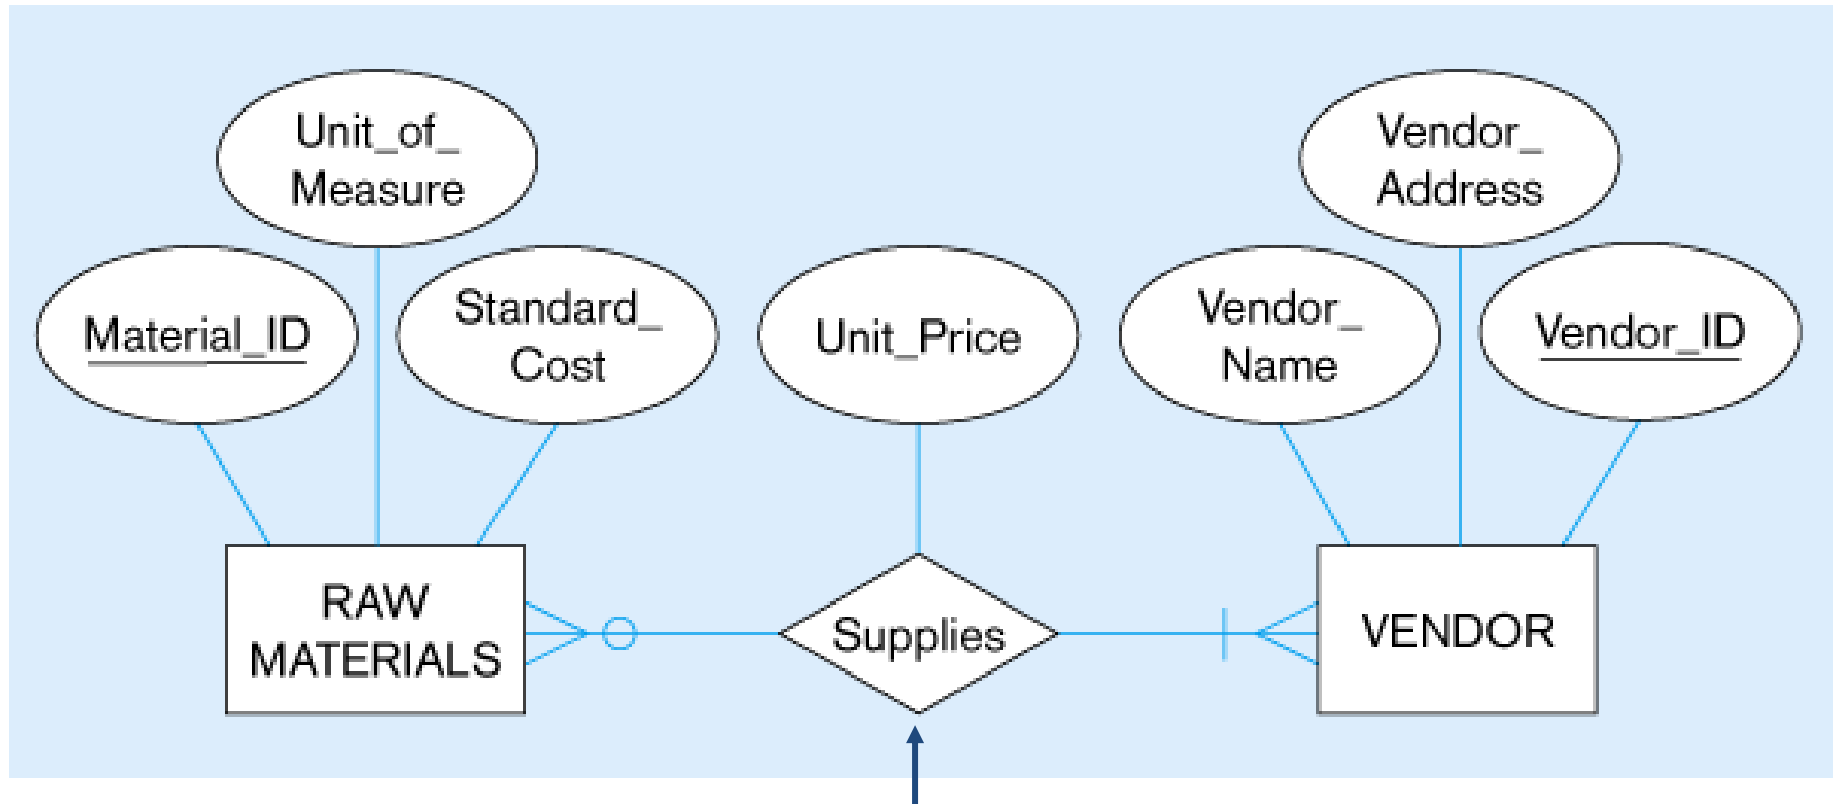 Unit_of_
Measure
Vendor_
Address
Material_ID
Standard_
Cost
Unit_Price
Vendor_
Name
Vendor_ID
RAW
MATERIALS
Supplies
VENDOR